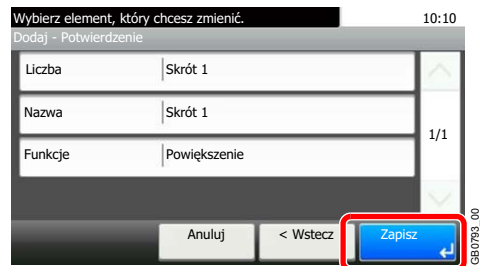 Wybierz element, który chcesz zmienić. 10:10
Dodaj - Potwierdzenie
Liczba Skrót 1
Nazwa Skrót 1
1/1
Funkcje Powiększenie
Anuluj < Wstecz Zapisz
GB0793_00